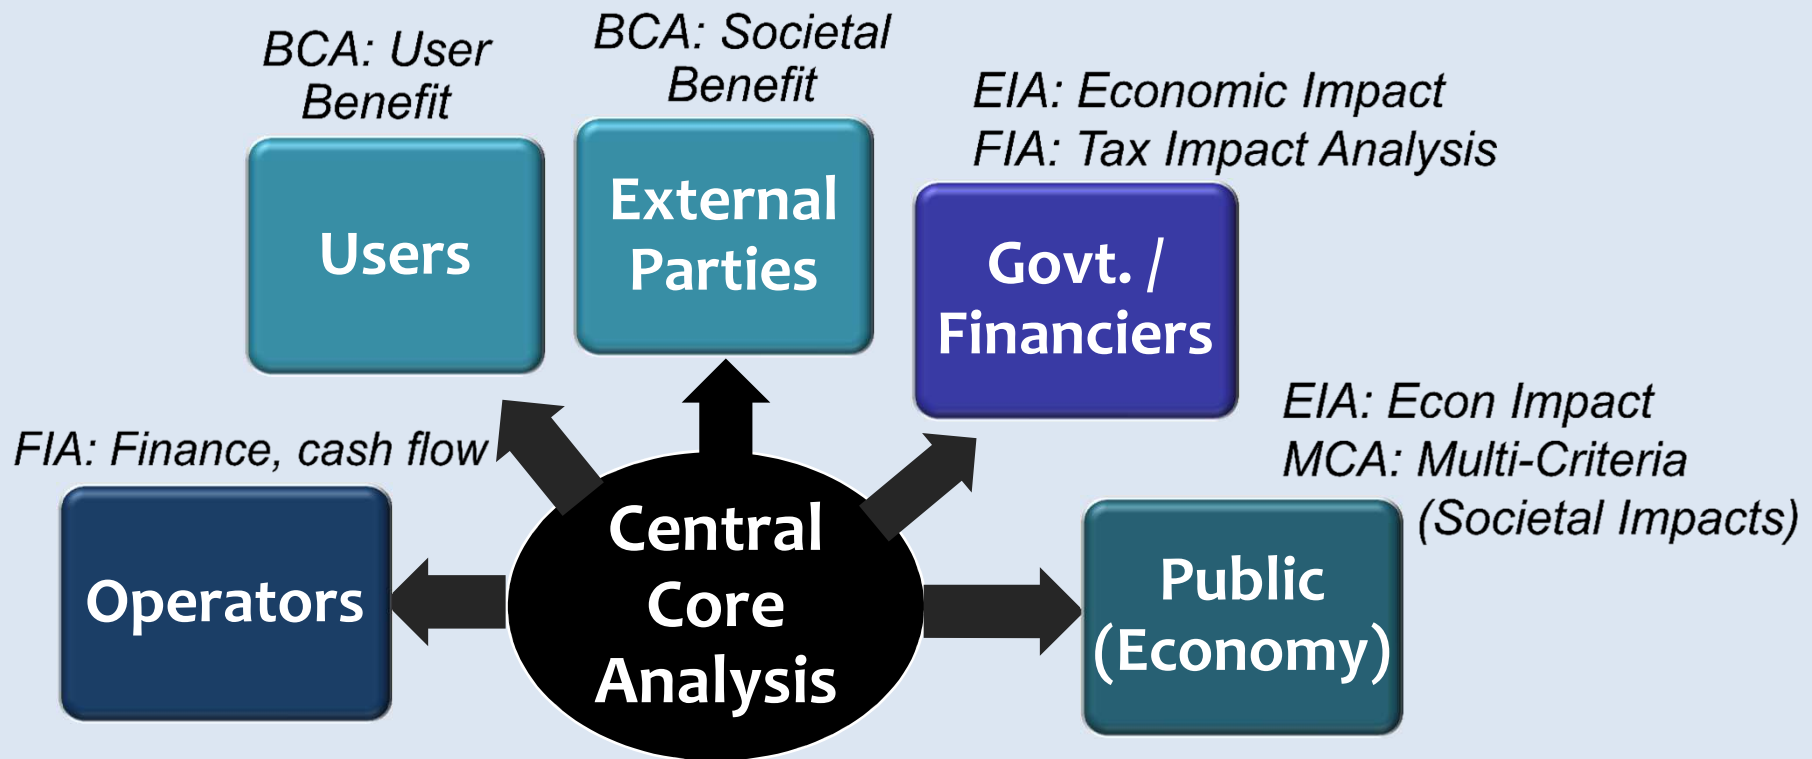 BCA: User
Benefit
BCA: Societal
Benefit
EIA: Economic Impact
FIA: Tax Impact Analysis
Users
External
Parties
Govt. /
Financiers
FIA: Finance, cash flow
EIA: Econ Impact
MCA: Multi-Criteria
(Societal Impacts)
Operators
Central
Core
Analysis
Public
(Economy)